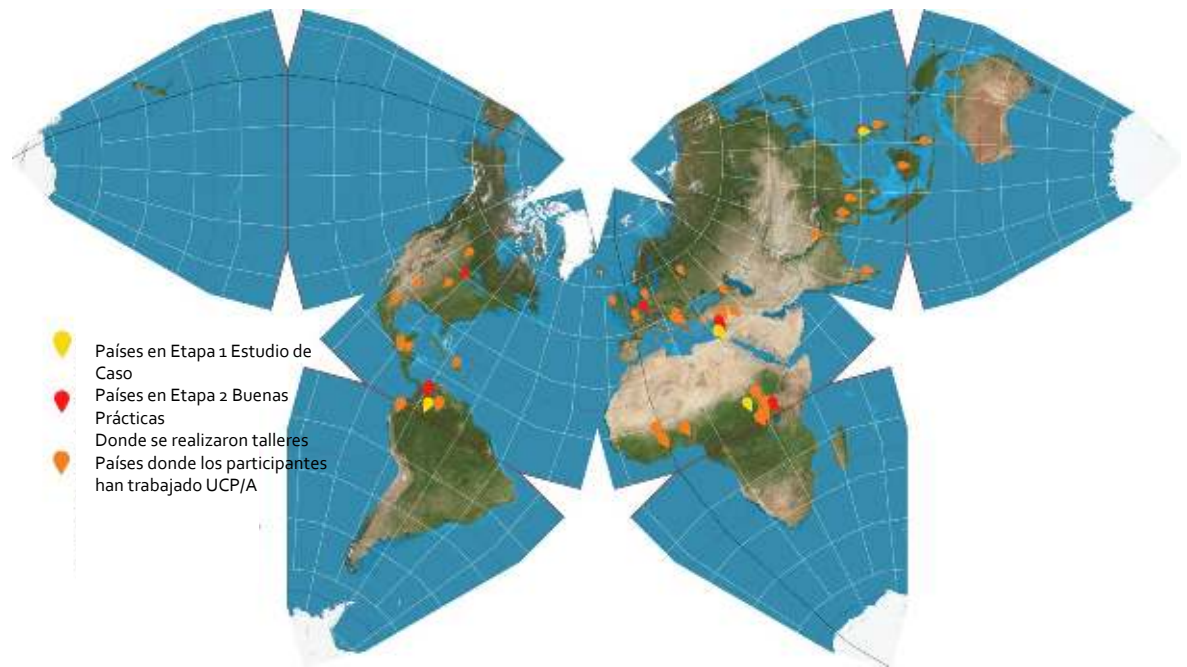 Países en Etapa 1 Estudio de
Caso
Países en Etapa 2 Buenas
Prácticas
Donde se realizaron talleres
Países donde los participantes
han trabajado UCP/A